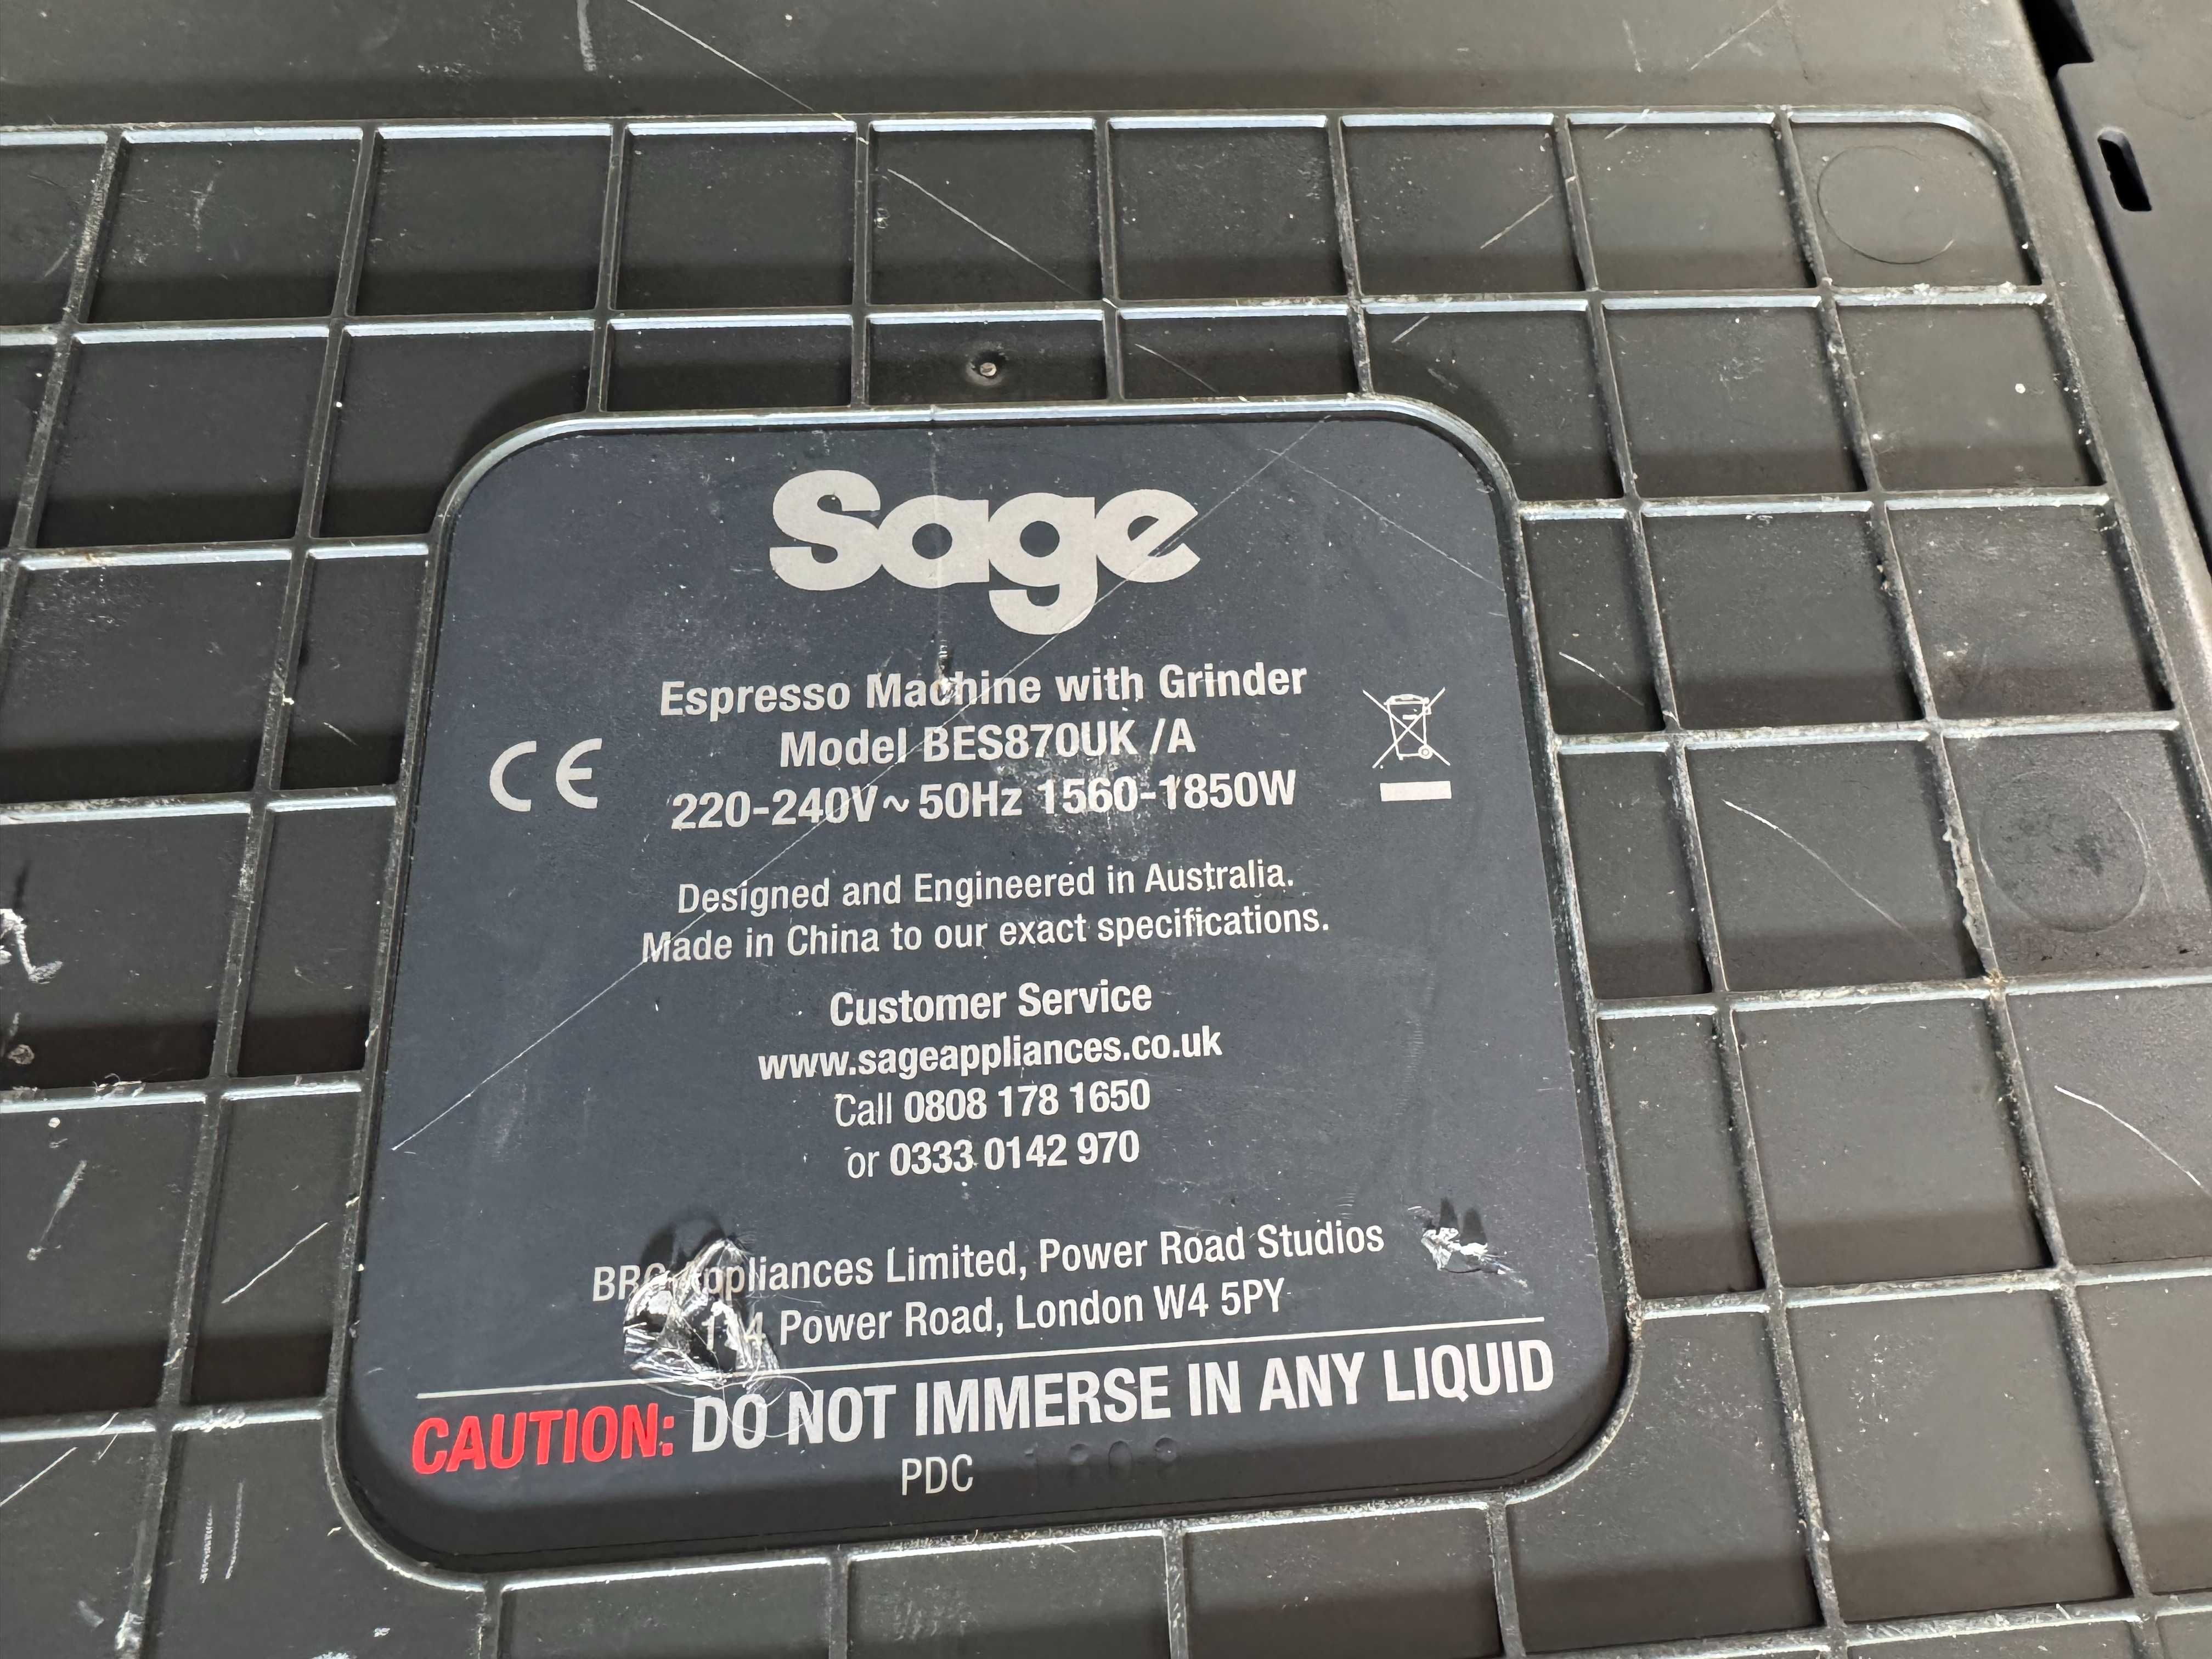 Sage
Espresso Machine with Grinder
Model BES870UK /A
CE
220-240V~50Hz 1560-1850W
Designed and Engineered in Australia.
Made in China to our exact specifications.
Customer Service
www.sageappliances.co.uk
Call 0808 178 1650
or 0333 0142 970
Appliances Limited, Power Road Studios
Power Road, London W4 5PY
CAUTION: DO NOT IMMERSE IN ANY LIQUID
PDC